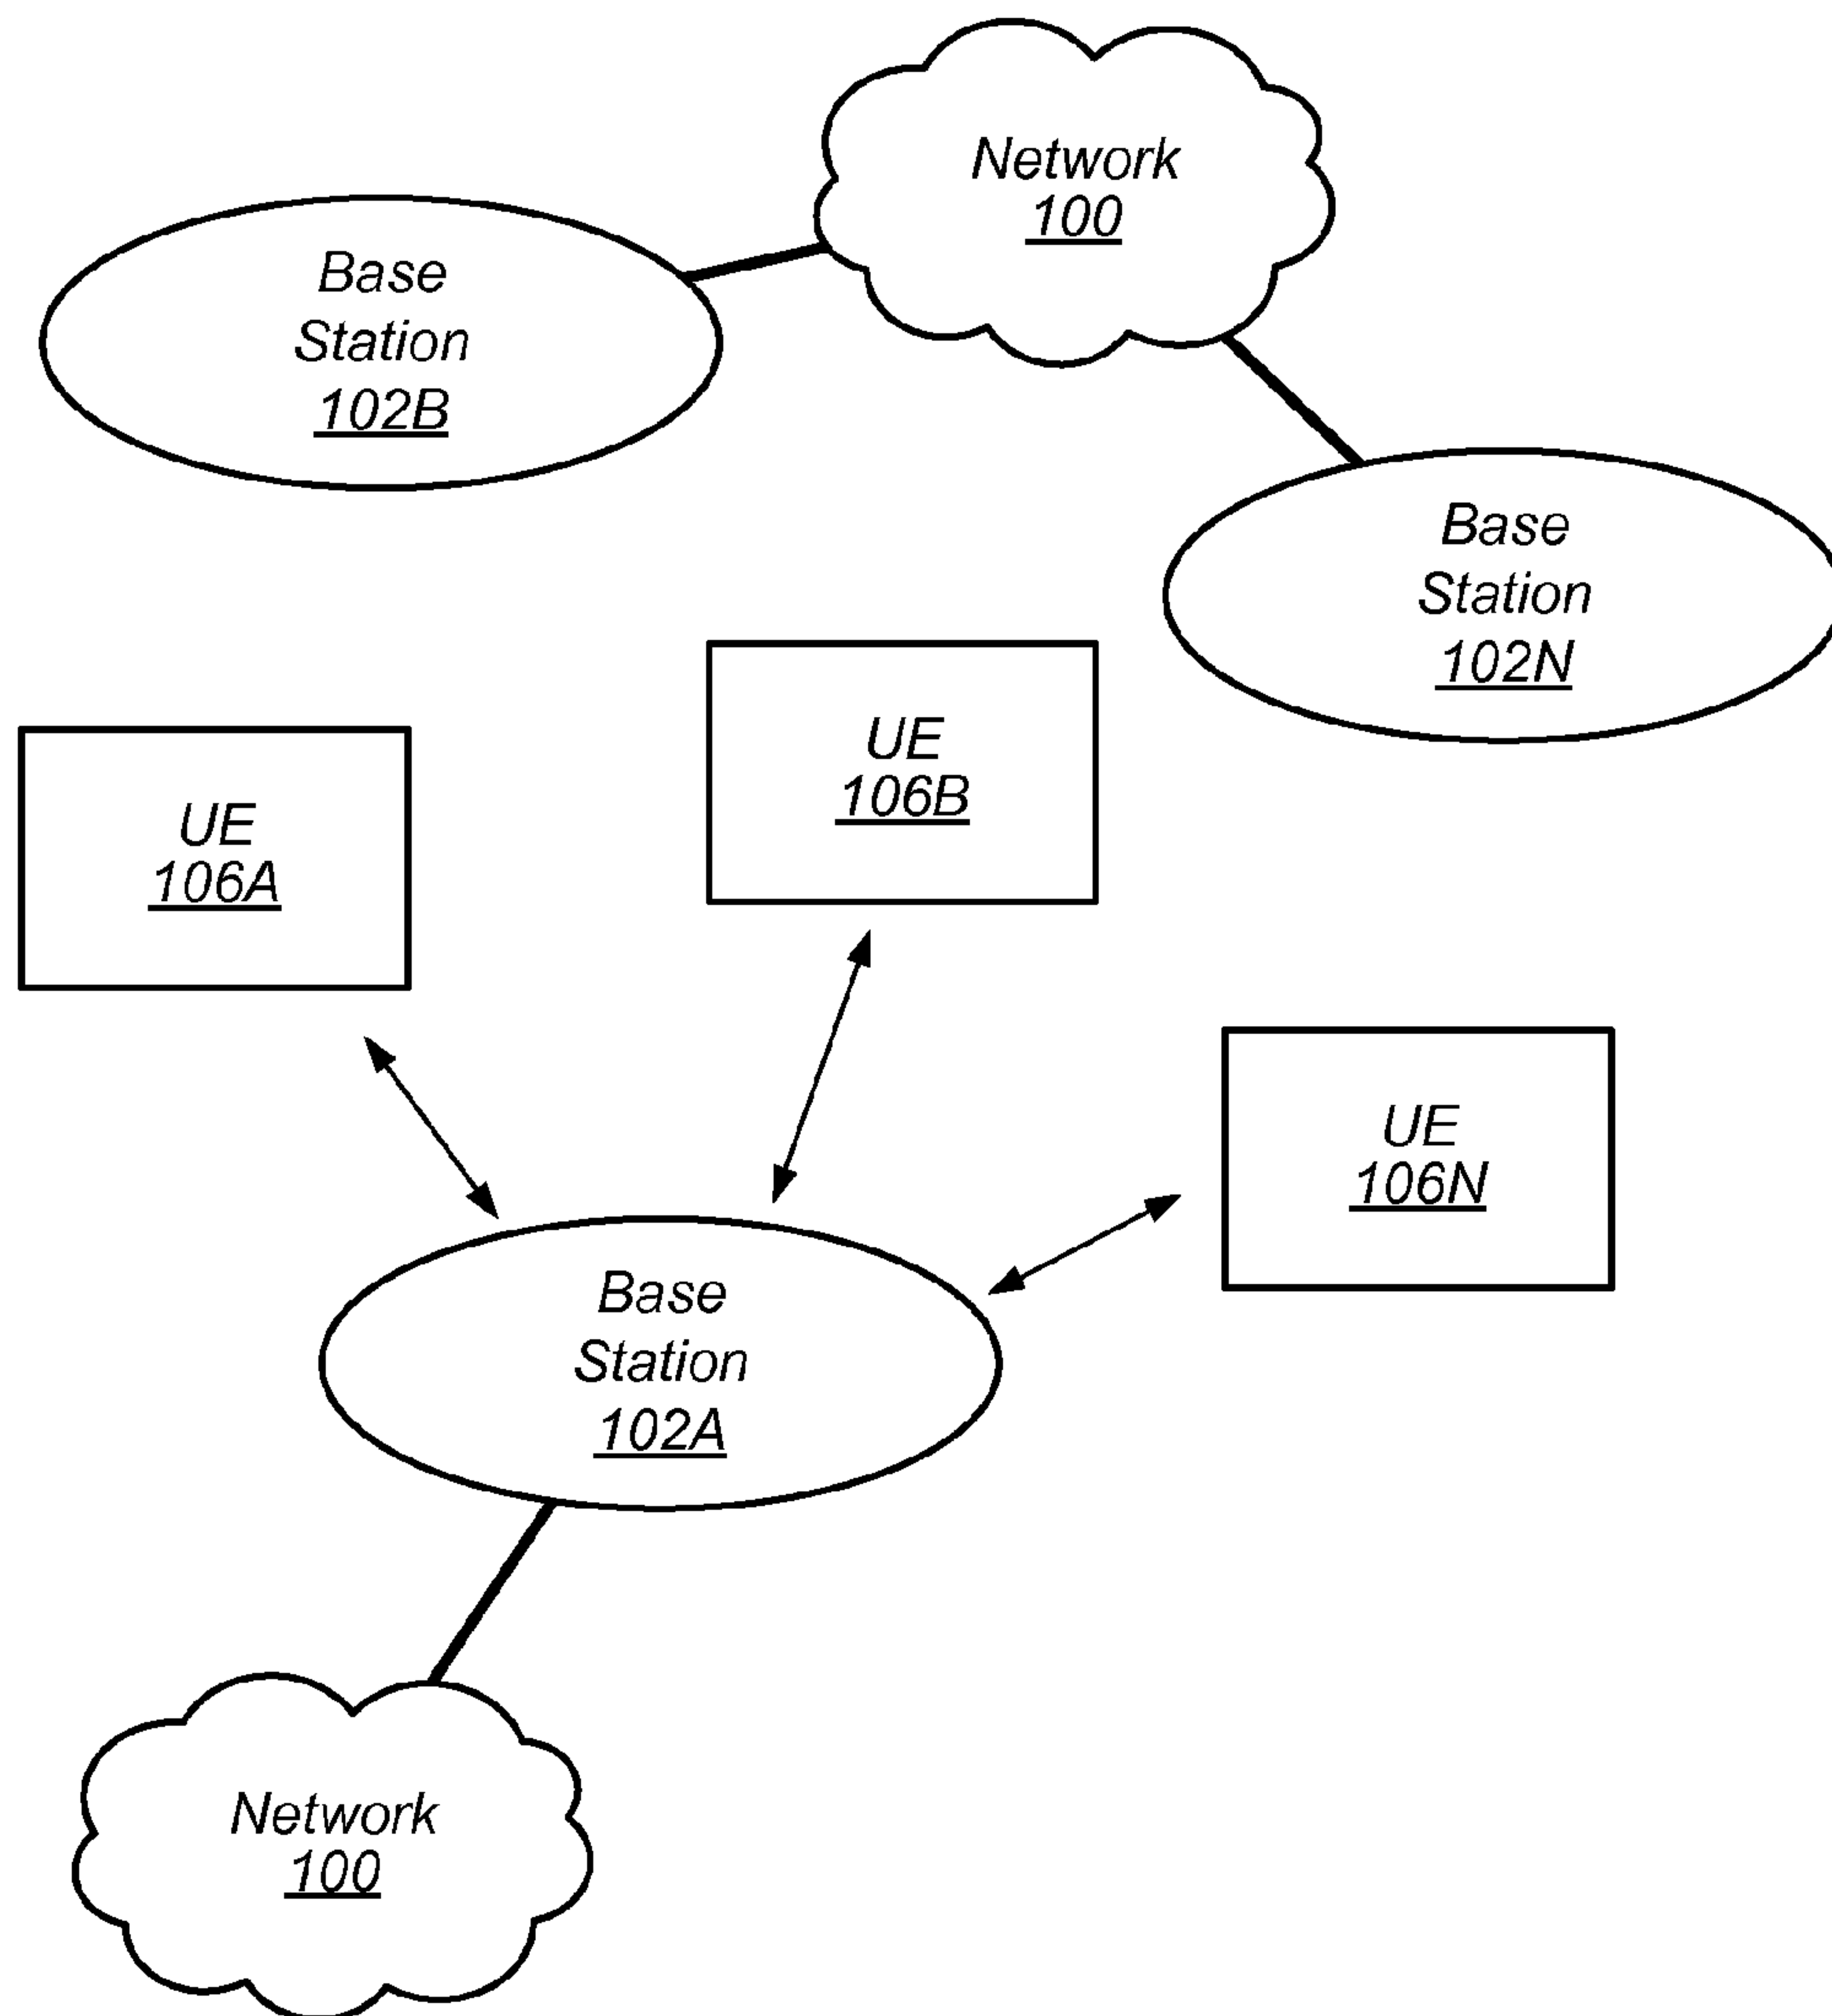 Network
100
Base
Station
102B
Base
Station
102N
UE
106B
UE
106A
UE
106N
Base
Station
102A
Network
100